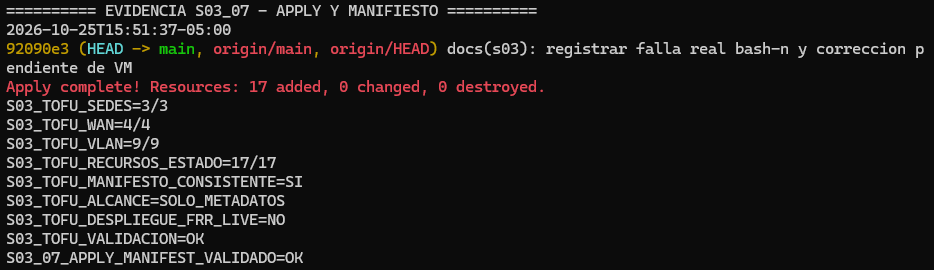 ========== EVIDENCIA S03_07 - APPLY Y MANIFIESTO ==========
2026-10-25T15:51:37-05:00
92090e3 (HEAD -> main, origin/main, origin/HEAD) docs(s03): registrar falla real bash-n y correccion p
endiente de VM
Apply complete! Resources: 17 added, 0 changed, 0 destroyed.
S03_TOFU_SEDES=3/3
S03_TOFU_WAN=4/4
S03_TOFU_VLAN=9/9
S03_TOFU_RECURSOS_ESTADO=17/17
S03_TOFU_MANIFESTO_CONSISTENTE=SI
S03_TOFU_ALCANCE=SOLO_METADATOS
S03_TOFU_DESPLIEGUE_FRR_LIVE=NO
S03_TOFU_VALIDACION=OK
S03_07_APPLY_MANIFEST_VALIDADO=OK